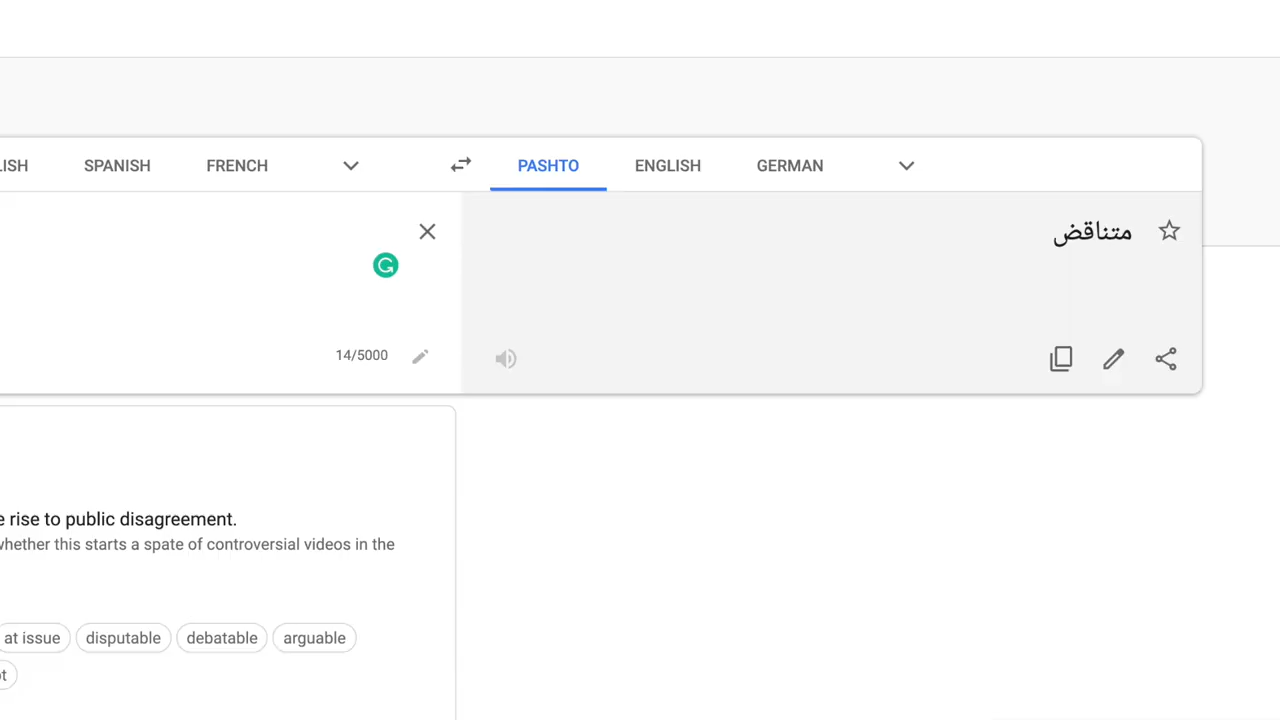 LISH SPANISH FRENCH PASHTO ENGLISH GERMAN
متناقض
14/5000
e rise to public disagreement.
whether this starts a spate of controversial videos in the
at issue disputable debatable arguable
ot